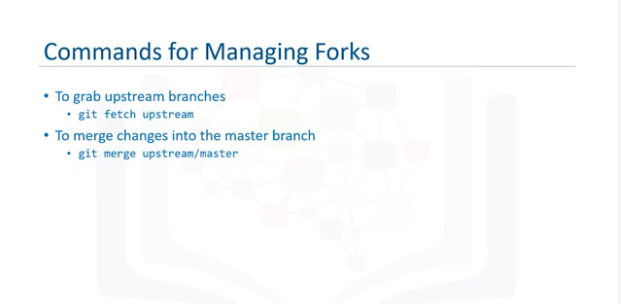 Commands for Managing Forks
• To grab upstream branches
• git fetch upstream
• To merge changes into the master branch
• git merge upstream/master